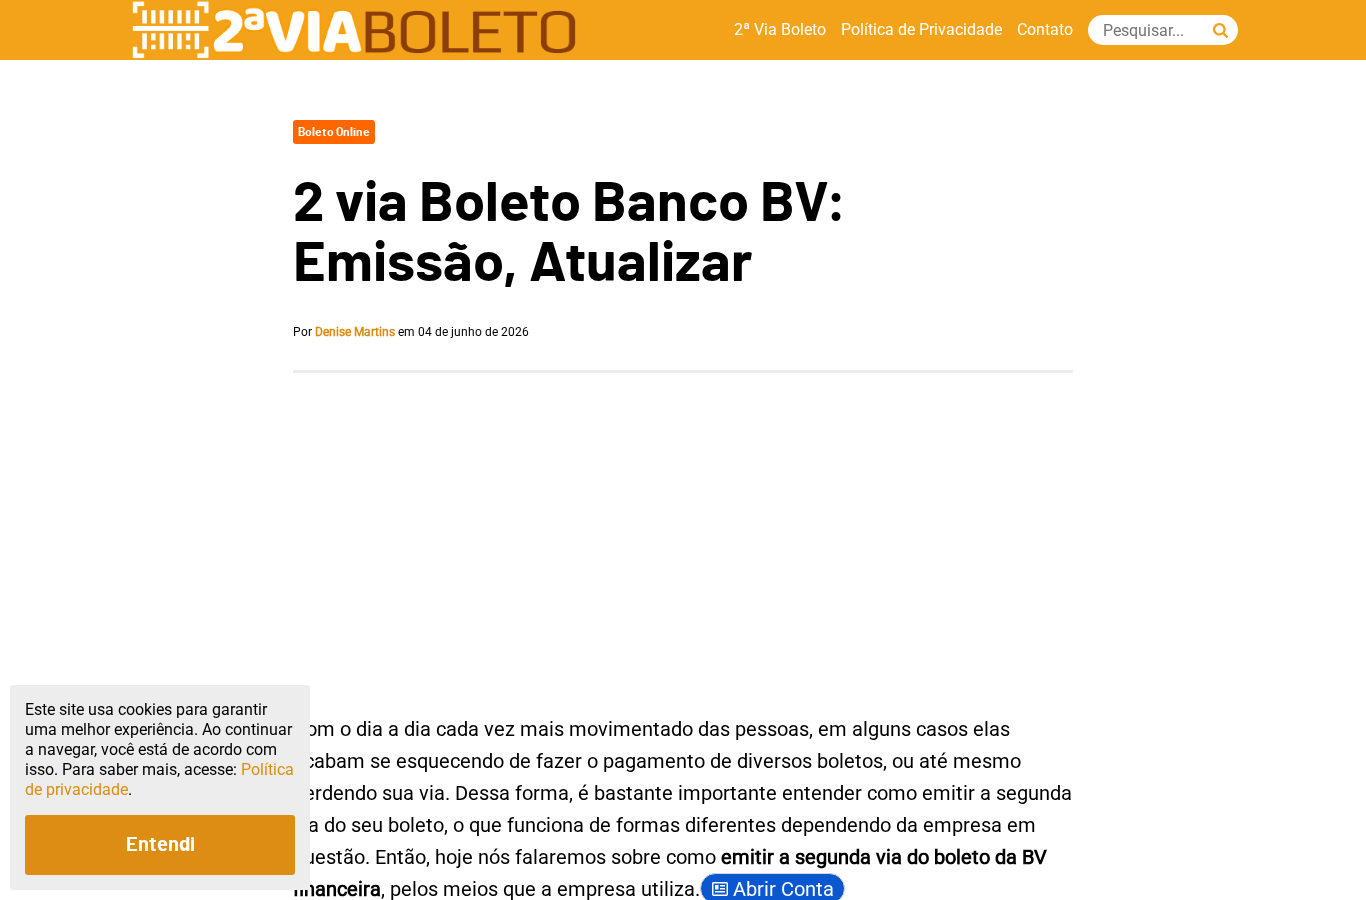 2ªVIABOLETO
2ª Via Boleto Política de Privacidade Contato Pesquisar...
Boleto Online
2 via Boleto Banco BV:
Emissão, Atualizar
Por Denise Martins em 04 de junho de 2026
om o dia a dia cada vez mais movimentado das pessoas, em alguns casos elas
cabam se esquecendo de fazer o pagamento de diversos boletos, ou até mesmo
erdendo sua via. Dessa forma, é bastante importante entender como emitir a segunda
a do seu boleto, o que funciona de formas diferentes dependendo da empresa em
uestão. Então, hoje nós falaremos sobre como emitir a segunda via do boleto da BV
financeira, pelos meios que a empresa utiliza. Abrir Conta
Este site usa cookies para garantir
uma melhor experiência. Ao continuar
a navegar, você está de acordo com
isso. Para saber mais, acesse: Política
de privacidade.
Entendi